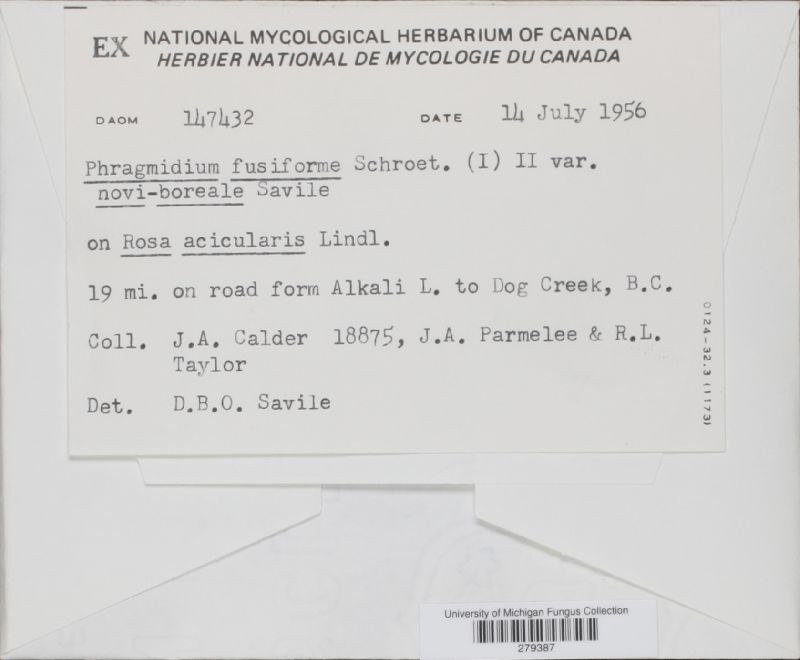 EX NATIONAL MYCOLOGICAL HERBARIUM OF CANADA
HERBIER NATIONAL DE MYCOLOGIE DU CANADA
DAOM 147432 DATE 14 July 1956
Phragmidium fusiforme Schroet. (I) II var.
novi-boreale Savile
on Rosa acicularis Lindl.
19 mi. on road form Alkali L. to Dog Creek, B.C.
Coll. J.A. Calder 18875, J.A. Parmelee & R.L.
Taylor
Det. D.B.O. Savile
0124-32.3 (1173)
University of Michigan Fungus Collection
279387